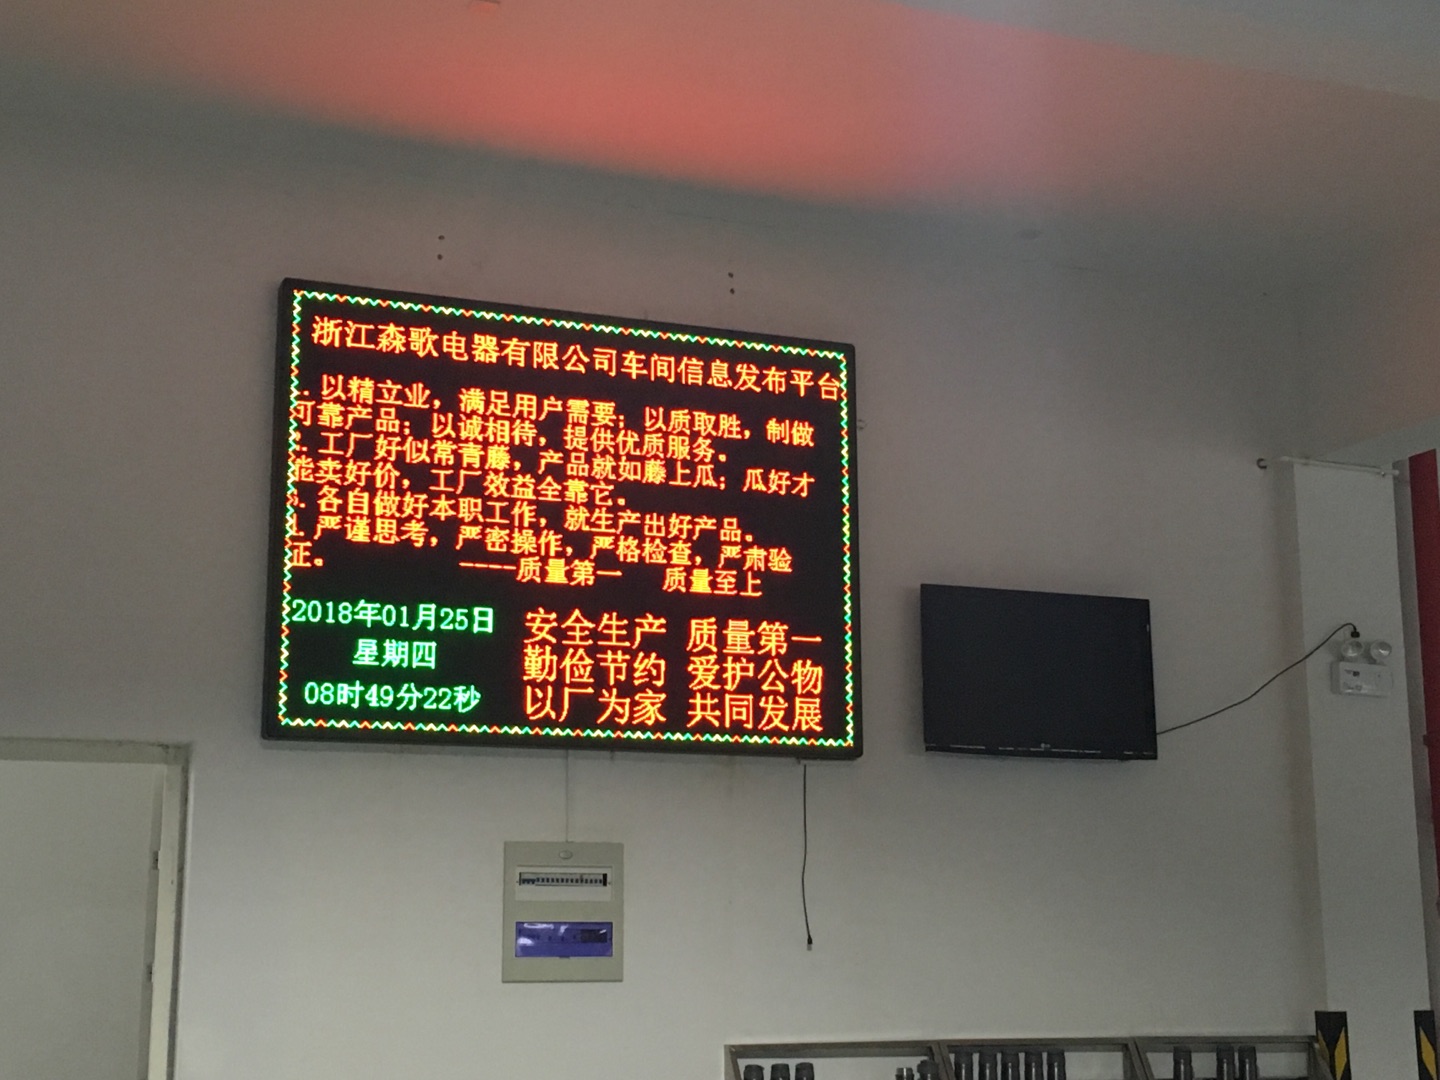 浙江森歌电器有限公司车间信息发布平台
. 以精立业，满足用户需要；以质取胜，制做
可靠产品；以诚相待，提供优质服务。
. 工厂好似常青藤，产品就如藤上瓜；瓜好才
能卖好价，工厂效益全靠它。
. 各自做好本职工作，就生产出好产品。
. 严谨思考，严密操作，严格检查，严肃验
证。 ----质量第一 质量至上
2018年01月25日
星期四
08时49分22秒
安全生产 质量第一
勤俭节约 爱护公物
以厂为家 共同发展